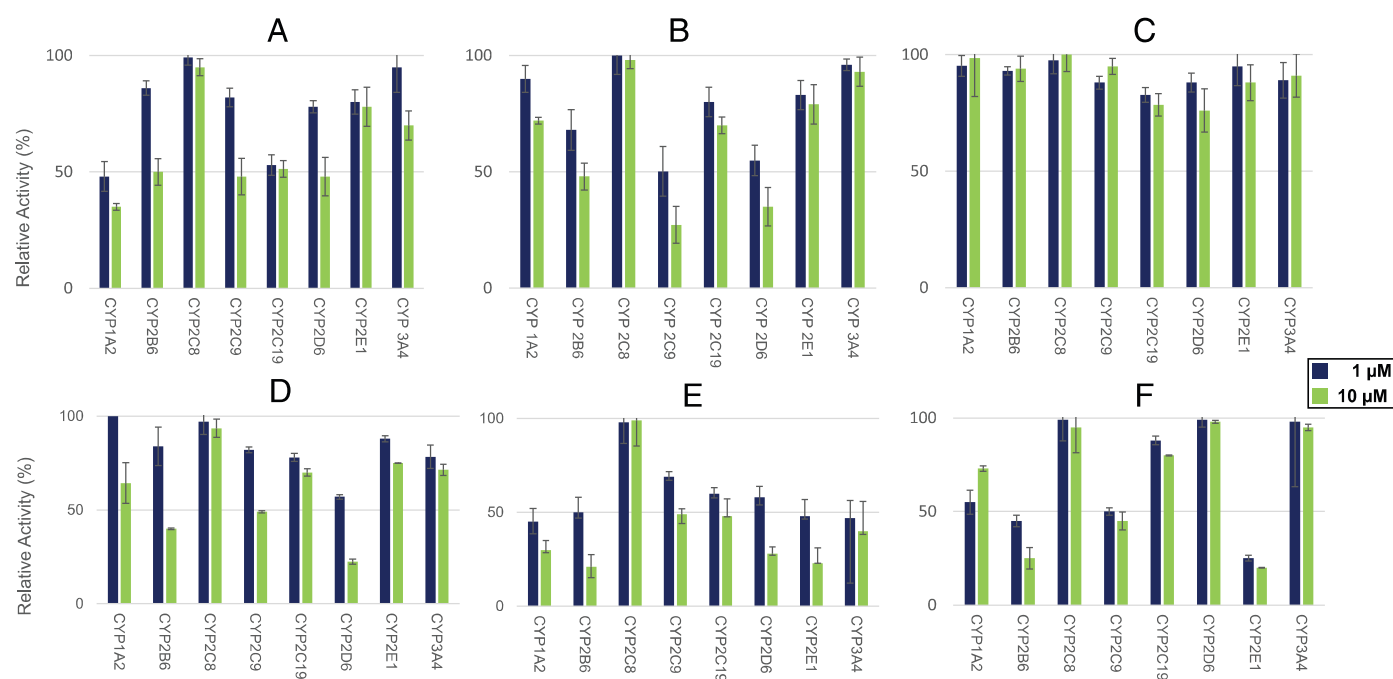 A
B
C
Relative Activity (%)
100
50
0
CYP1A2
CYP2B6
CYP2C8
CYP2C9
CYP2C19
CYP2D6
CYP2E1
CYP 3A4
100
50
0
CYP 1A2
CYP 2B6
CYP 2C8
CYP 2C9
CYP 2C19
CYP 2D6
CYP 2E1
CYP 3A4
100
50
0
CYP1A2
CYP2B6
CYP2C8
CYP2C9
CYP2C19
CYP2D6
CYP2E1
CYP3A4
1 µM
10 µM
D
E
F
Relative Activity (%)
100
50
0
CYP1A2
CYP2B6
CYP2C8
CYP2C9
CYP2C19
CYP2D6
CYP2E1
CYP3A4
100
50
0
CYP1A2
CYP2B6
CYP2C8
CYP2C9
CYP2C19
CYP2D6
CYP2E1
CYP3A4
100
50
0
CYP1A2
CYP2B6
CYP2C8
CYP2C9
CYP2C19
CYP2D6
CYP2E1
CYP3A4